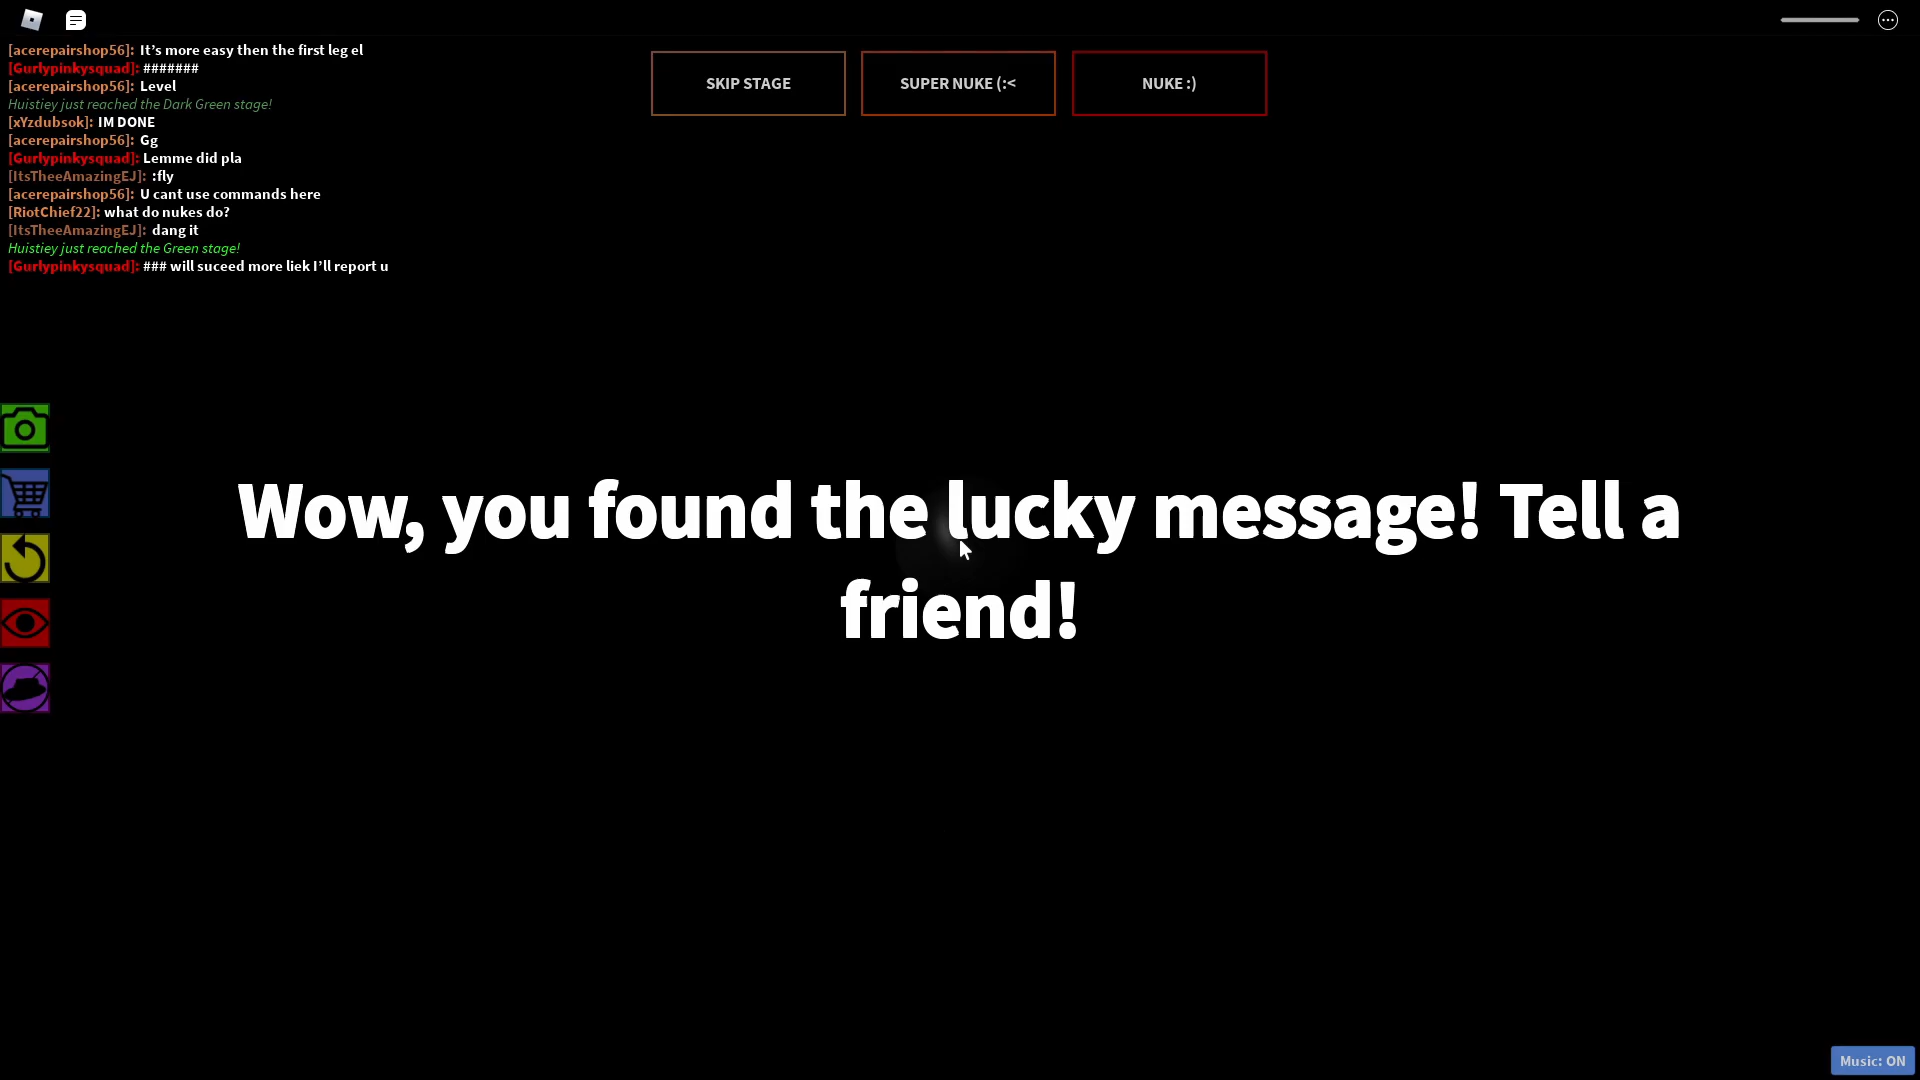 [acerepairshop56]: It’s more easy then the first leg el
[Gurlypinkysquad]: #######
[acerepairshop56]: Level
Huistiey just reached the Dark Green stage!
[xYzdubsok]: IM DONE
[acerepairshop56]: Gg
[Gurlypinkysquad]: Lemme did pla
[ItsTheeAmazingEJ]: :fly
[acerepairshop56]: U cant use commands here
[RiotChief22]: what do nukes do?
[ItsTheeAmazingEJ]: dang it
Huistiey just reached the Green stage!
[Gurlypinkysquad]: ### will suceed more liek I’ll report u
SKIP STAGE
SUPER NUKE (:<
NUKE :)
Wow, you found the lucky message! Tell a
friend!
Music: ON